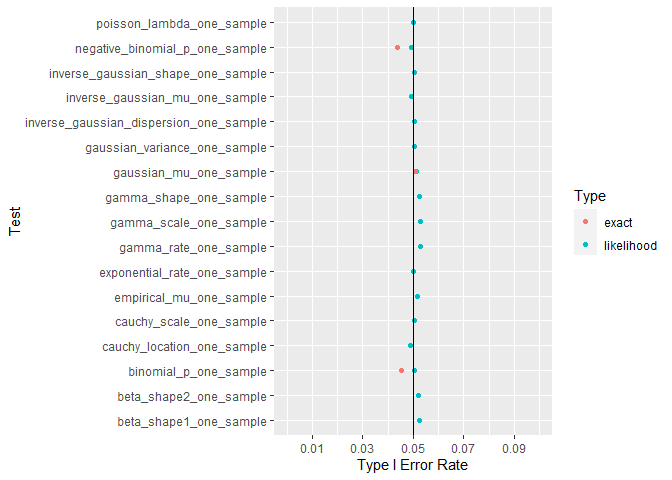 poisson_lambda_one_sample
negative_binomial_p_one_sample
inverse_gaussian_shape_one_sample
inverse_gaussian_mu_one_sample
inverse_gaussian_dispersion_one_sample
gaussian_variance_one_sample
gaussian_mu_one_sample
gamma_shape_one_sample
gamma_scale_one_sample
gamma_rate_one_sample
exponential_rate_one_sample
empirical_mu_one_sample
cauchy_scale_one_sample
cauchy_location_one_sample
binomial_p_one_sample
beta_shape2_one_sample
beta_shape1_one_sample
Test
0.01 0.03 0.05 0.07 0.09
Type I Error Rate
Type
exact
likelihood